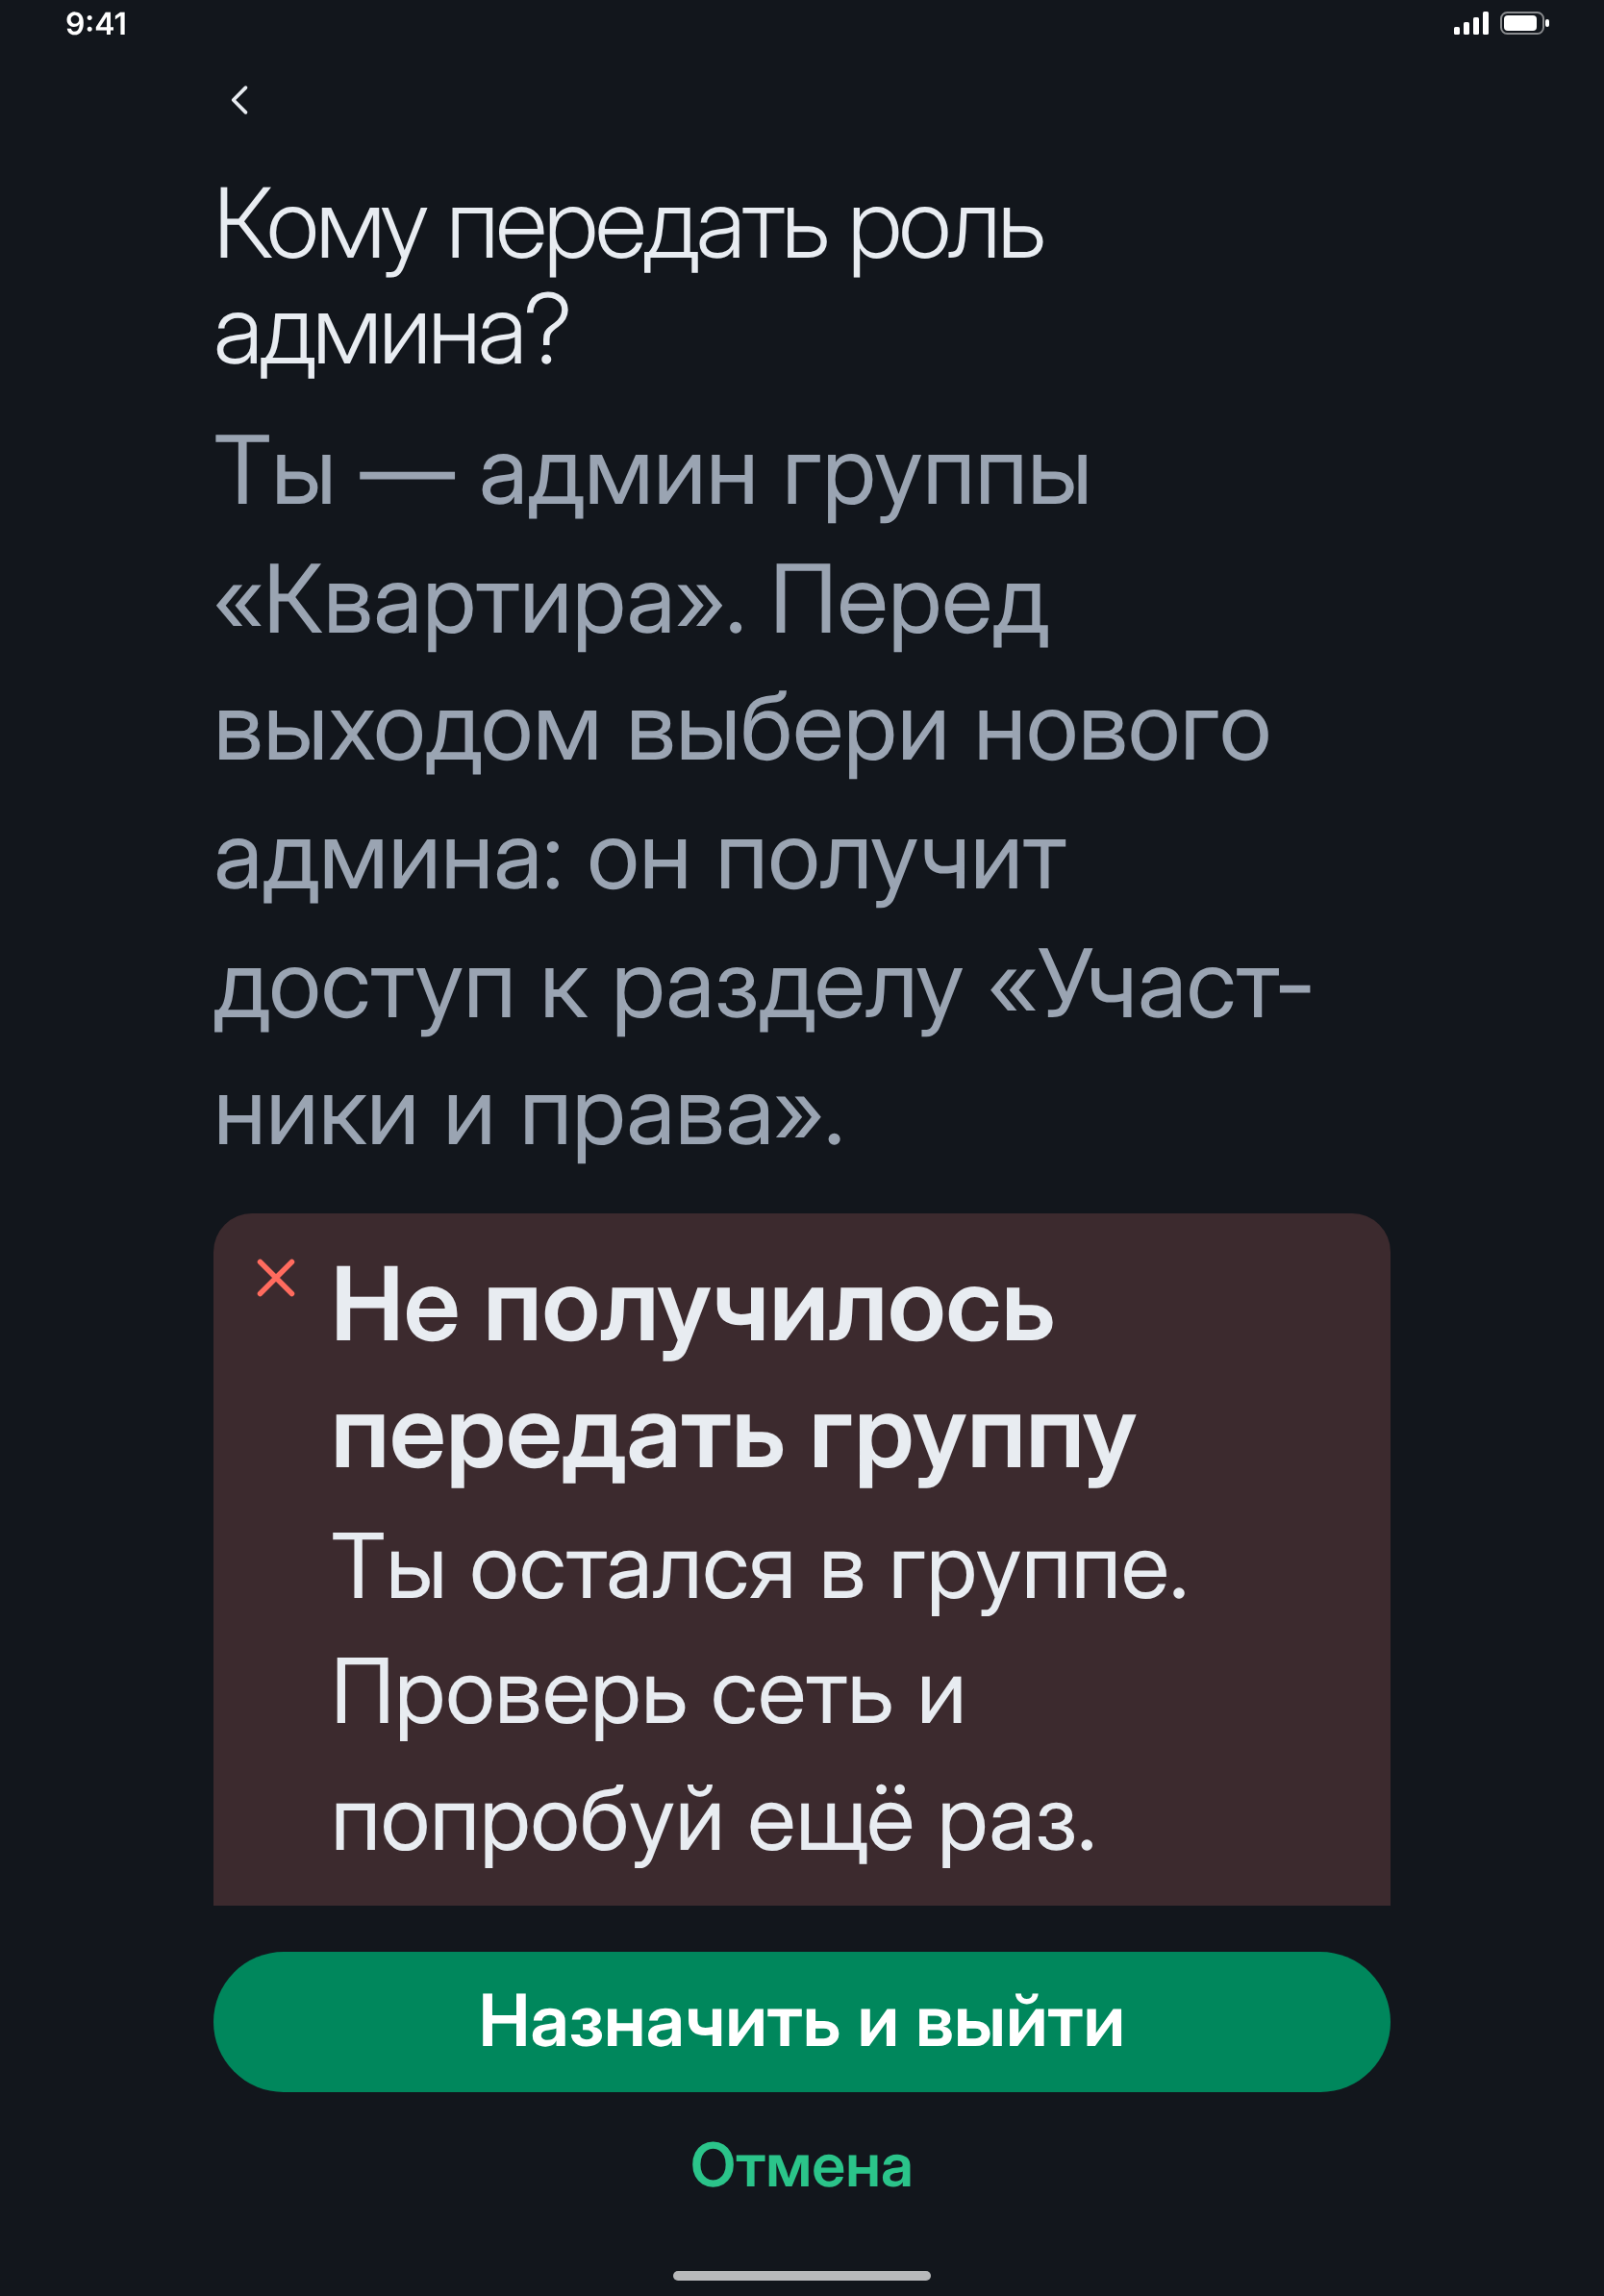 9:41
Кому передать роль
админа?
Ты — админ группы
«Квартира». Перед
выходом выбери нового
админа: он получит
доступ к разделу «Участ-
ники и права».
Не получилось
передать группу
Ты остался в группе.
Проверь сеть и
попробуй ещё раз.
Назначить и выйти
Отмена